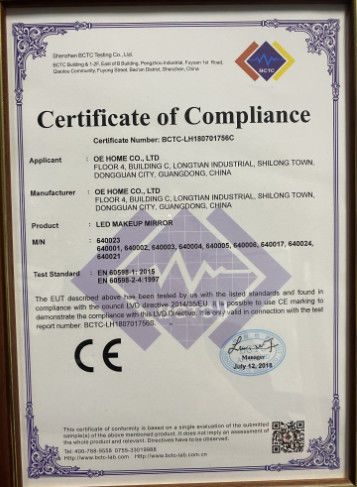 Shenzhen BCTC Testing Co., Ltd.
BCTC Building & 1-2F, East of B Building, Pengzhou Industrial, Fuyuan 1st Road,
Qiaotou Community, Fuyong Street, Bao'an District, Shenzhen, China
BCTC
Certificate of Compliance
Certificate Number: BCTC-LH180701756C
Applicant : OE HOME CO., LTD
FLOOR 4, BUILDING C, LONGTIAN INDUSTRIAL, SHILONG TOWN,
DONGGUAN CITY, GUANGDONG, CHINA
Manufacturer : OE HOME CO., LTD
FLOOR 4, BUILDING C, LONGTIAN INDUSTRIAL, SHILONG TOWN,
DONGGUAN CITY, GUANGDONG, CHINA
Product : LED MAKEUP MIRROR
M/N : 640023
640001, 640002, 640003, 640004, 640005, 640006, 640017, 640024,
640021
Test Standard : EN 60598-1: 2015
EN 60598-2-4:1997
The EUT described above has been tested by us with the listed standards and found in
compliance with the council LVD directive 2014/35/EU. It is possible to use CE marking to
demonstrate the compliance with this LVD Directive. It is only valid in connection with the test
report number: BCTC-LH180701756S.
CE
Manager
July 12, 2018
This certificate of conformity is based on a single evaluation of the submitted
sample(s) of the above mentioned product. It does not imply an assessment of
the whole product and relevant Directives have to be observed.
Tel: 400-788-9558 0755-33019988
Http://www.bctc-lab.com Http://www.bctc-lab.com.cn